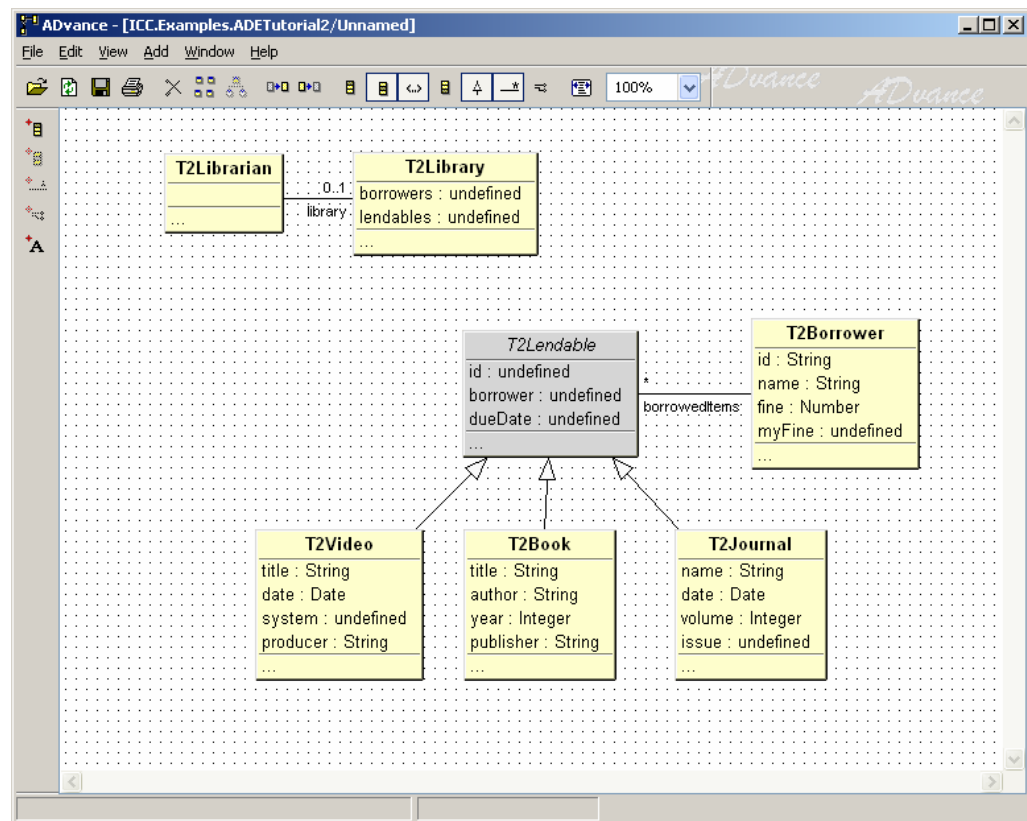 ADvance - [ICC.Examples.ADETutorial2/Unnamed]
File Edit View Add Window Help
100%
ADvance
ADvance
A
T2Librarian
...
0..1
library
T2Library
borrowers : undefined
lendables : undefined
...
T2Lendable
id : undefined
borrower : undefined
dueDate : undefined
...
*
borrowedItems
T2Borrower
id : String
name : String
fine : Number
myFine : undefined
...
T2Video
title : String
date : Date
system : undefined
producer : String
...
T2Book
title : String
author : String
year : Integer
publisher : String
...
T2Journal
name : String
date : Date
volume : Integer
issue : undefined
...